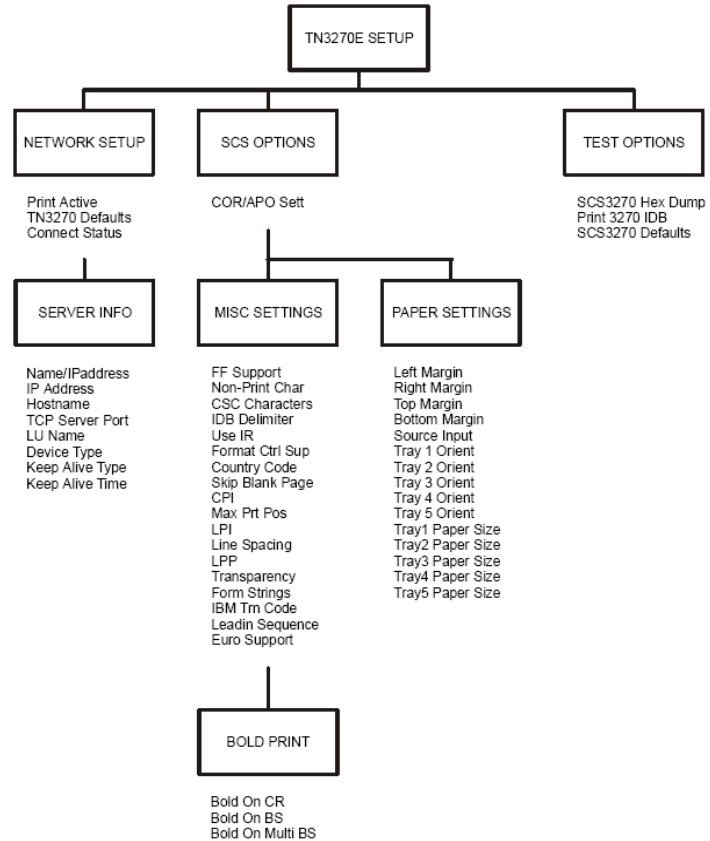 TN3270E SETUP
NETWORK SETUP
Print Active
TN3270 Defaults
Connect Status
SERVER INFO
Name/IPaddress
IP Address
Hostname
TCP Server Port
LU Name
Device Type
Keep Alive Type
Keep Alive Time
SCS OPTIONS
COR/APO Sett
MISC SETTINGS
FF Support
Non-Print Char
CSC Characters
IDB Delimiter
Use IR
Format Ctrl Sup
Country Code
Skip Blank Page
CPI
Max Prt Pos
LPI
Line Spacing
LPP
Transparency
Form Strings
IBM Trn Code
Leadin Sequence
Euro Support
BOLD PRINT
Bold On CR
Bold On BS
Bold On Multi BS
PAPER SETTINGS
Left Margin
Right Margin
Top Margin
Bottom Margin
Source Input
Tray 1 Orient
Tray 2 Orient
Tray 3 Orient
Tray 4 Orient
Tray 5 Orient
Tray1 Paper Size
Tray2 Paper Size
Tray3 Paper Size
Tray4 Paper Size
Tray5 Paper Size
TEST OPTIONS
SCS3270 Hex Dump
Print 3270 IDB
SCS3270 Defaults